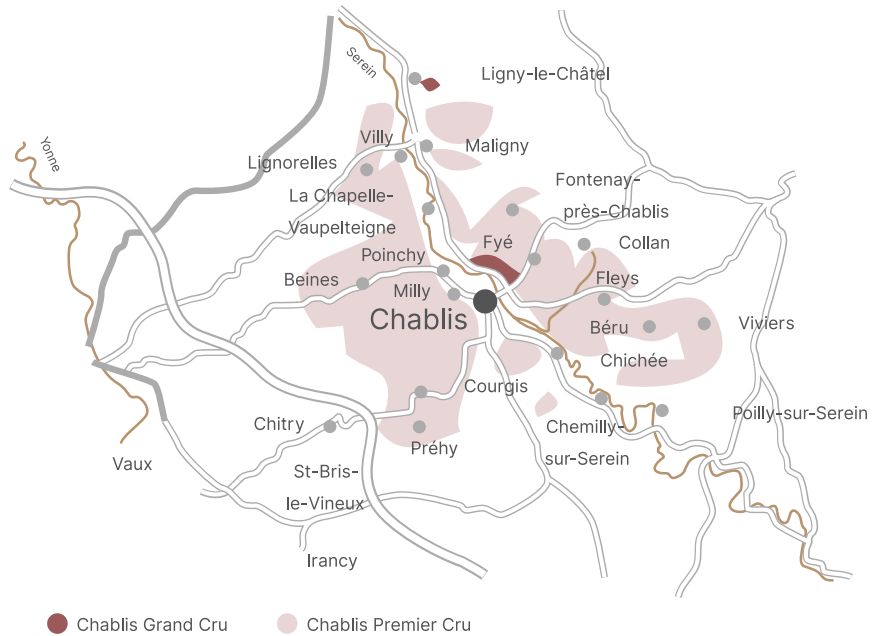 Serein
Ligny-le-Châtel
Yonne
Villy
Maligny
Lignorelles
La Chapelle-
Vaupelteigne
Fontenay-
près-Chablis
Fyé
Collan
Poinchy
Beines
Fleys
Milly
Chablis
Béru
Viviers
Chichée
Courgis
Chitry
Chemilly-
sur-Serein
Poilly-sur-Serein
Préhy
Vaux
St-Bris-
le-Vineux
Irancy
Chablis Grand Cru
Chablis Premier Cru